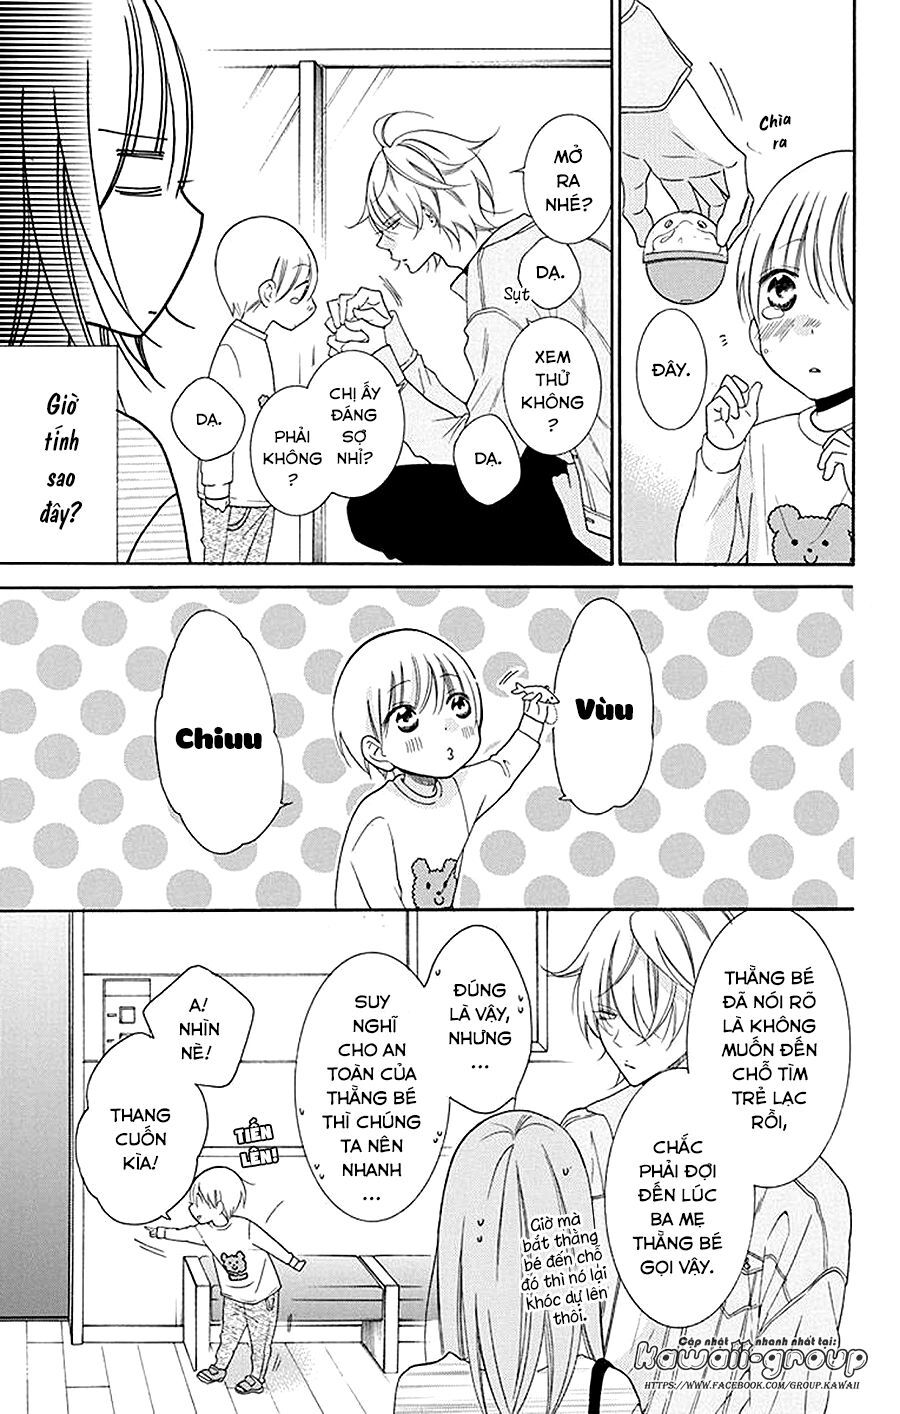 Chìa
ra
ĐÂY.
MỞ
RA
NHÉ?
DẠ.
Sụt
XEM
THỬ
KHÔNG
?
DẠ.
CHỊ ẤY
ĐÁNG
SỢ
NHỈ?
PHẢI
KHÔNG
?
DẠ.
Giờ
tính
sao
đây?
Vùu
Chiuu
THẰNG BÉ
ĐÃ NÓI RÕ
LÀ KHÔNG
MUỐN ĐẾN
CHỖ TÌM
TRẺ LẠC
RỒI,
CHẮC
PHẢI ĐỢI
ĐẾN LÚC
BA MẸ
THẰNG BÉ
GỌI VẬY.
ĐÚNG
LÀ VẬY,
NHƯNG
...
SUY
NGHĨ
CHO AN
TOÀN CỦA
THẰNG BÉ
THÌ CHÚNG
TA NÊN
NHANH
...
Giờ mà
bắt thằng
bé đến chỗ
đó thì nó lại
khóc dự lên
thôi.
A!
NHÌN
NÈ!
THANG
CUỐN
KÌA!
TIẾN
LÊN!
Cập nhật nhanh nhất tại:
kawaii-group
HTTPS://WWW.FACEBOOK.COM/GROUP.KAWAII